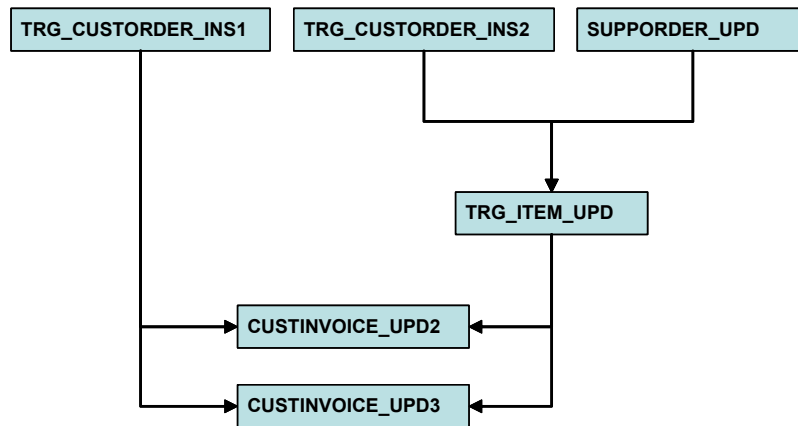 TRG_CUSTORDER_INS1
TRG_CUSTORDER_INS2
SUPPORDER_UPD
TRG_ITEM_UPD
CUSTINVOICE_UPD2
CUSTINVOICE_UPD3